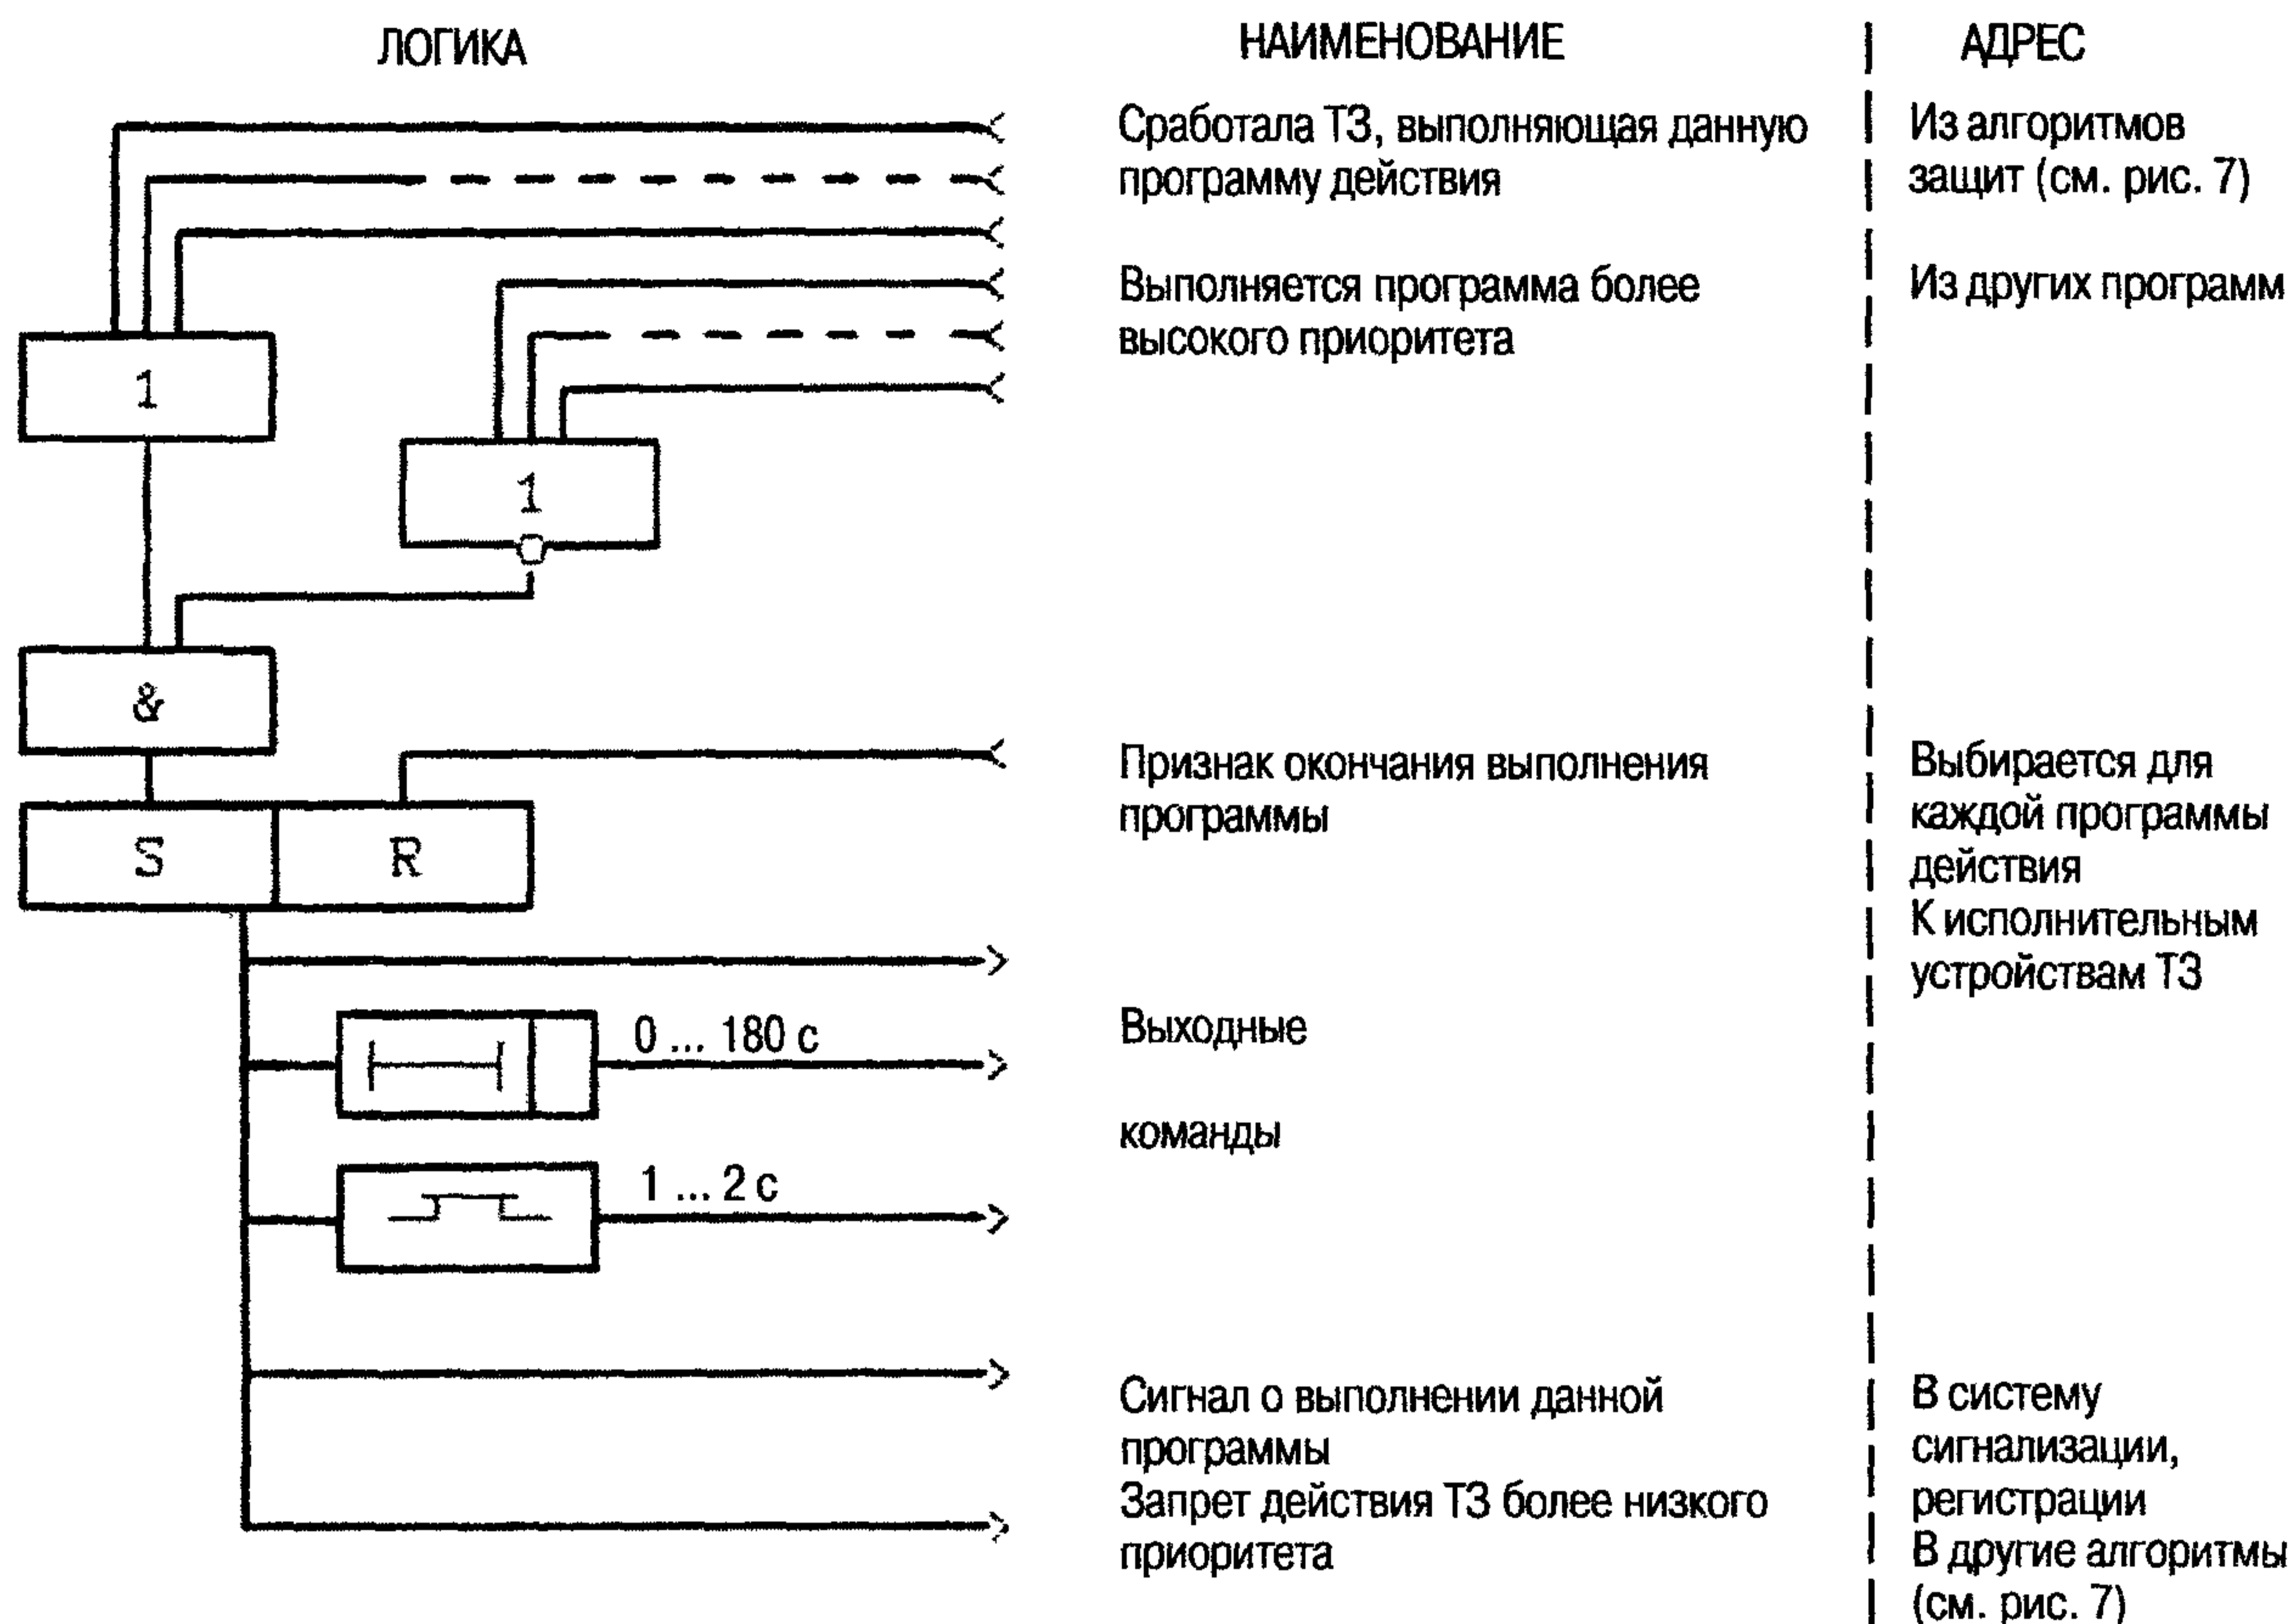 ЛОГИКА
НАИМЕНОВАНИЕ
АДРЕС
Сработала ТЗ, выполняющая данную
программу действия
Из алгоритмов
защит (см. рис. 7)
Выполняется программа более
высокого приоритета
Из других программ
1
1
&
Признак окончания выполнения
программы
Выбирается для
каждой программы
действия
S
R
К исполнительным
устройствам ТЗ
0 ... 180 с
Выходные
команды
1 ... 2 с
Сигнал о выполнении данной
программы
В систему
сигнализации,
регистрации
Запрет действия ТЗ более низкого
приоритета
В другие алгоритмы
(см. рис. 7)